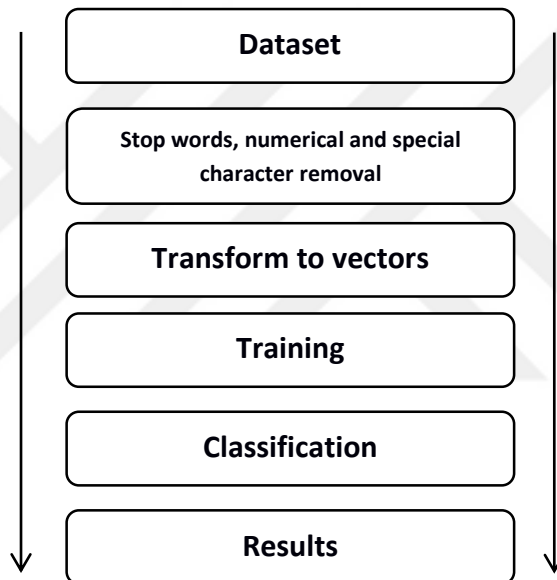 Dataset
Stop words, numerical and special
character removal
Transform to vectors
Training
Classification
Results